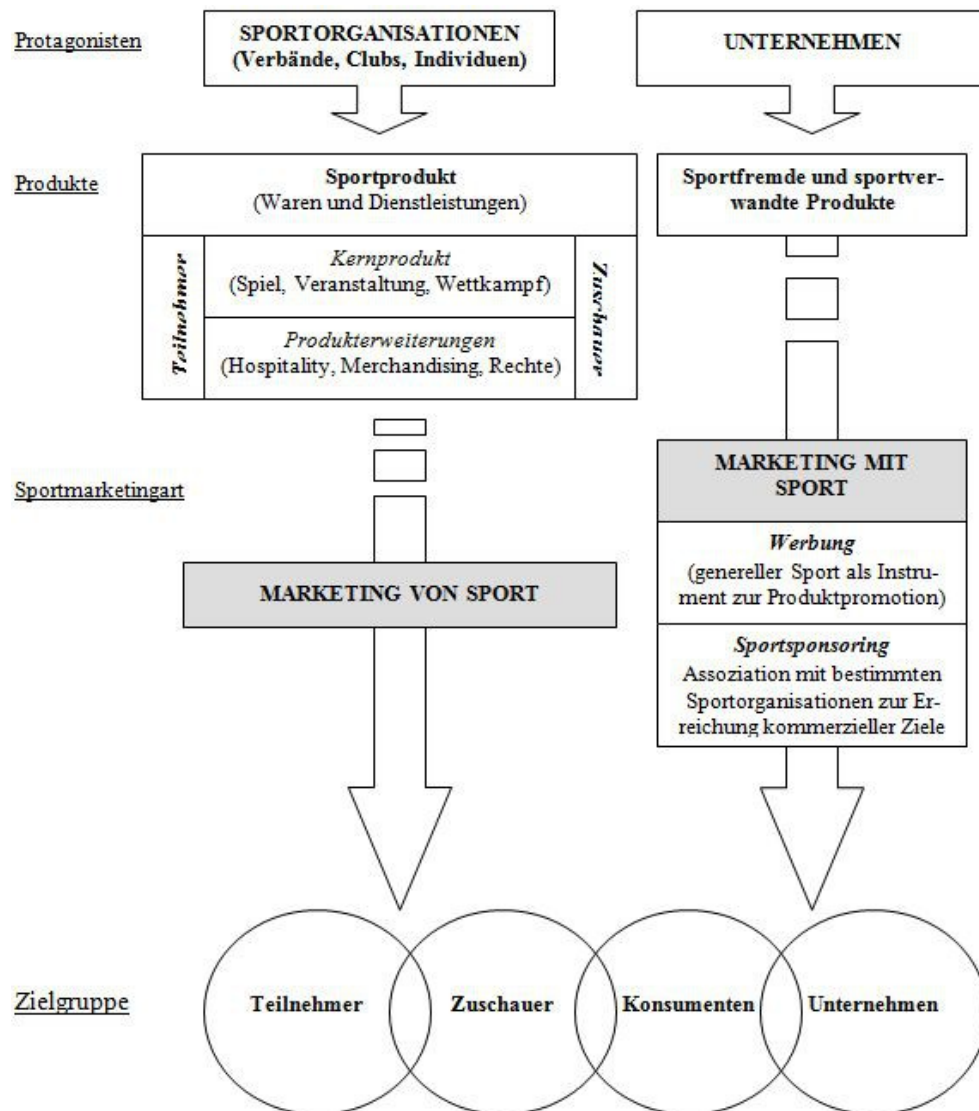 Protagonisten
SPORTORGANISATIONEN
(Verbände, Clubs, Individuen)
UNTERNEHMEN
Produkte
Sportprodukt
(Waren und Dienstleistungen)
Teilnehmer
Kernprodukt
(Spiel, Veranstaltung, Wettkampf)
Produkterweiterungen
(Hospitality, Merchandising, Rechte)
Zuschauer
Sportfremde und sportver-
wandte Produkte
Sportmarketingart
MARKETING VON SPORT
MARKETING MIT
SPORT
Werbung
(genereller Sport als Instru-
ment zur Produktpromotion)
Sportsponsoring
Assoziation mit bestimmten
Sportorganisationen zur Er-
reichung kommerzieller Ziele
Zielgruppe
Teilnehmer
Zuschauer
Konsumenten
Unternehmen